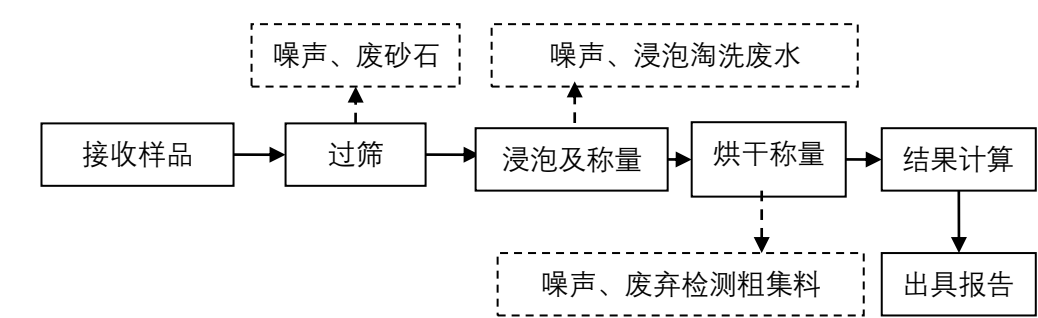 噪声、废砂石
噪声、浸泡淘洗废水
接收样品
过筛
浸泡及称量
烘干称量
结果计算
噪声、废弃检测粗集料
出具报告